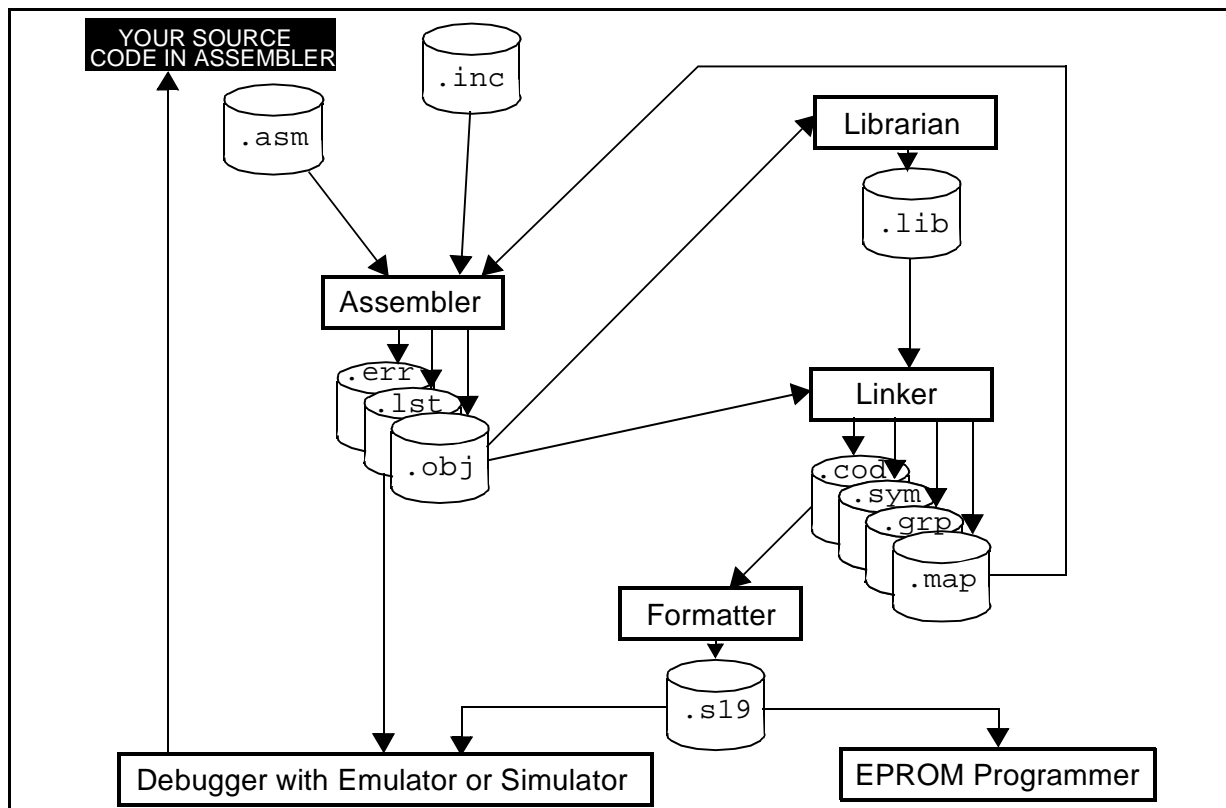 YOUR SOURCE
CODE IN ASSEMBLER
.inc
.asm
Librarian
.lib
Assembler
.err
.lst
.obj
Linker
.cod
.sym
.grp
.map
Formatter
.s19
Debugger with Emulator or Simulator
EPROM Programmer